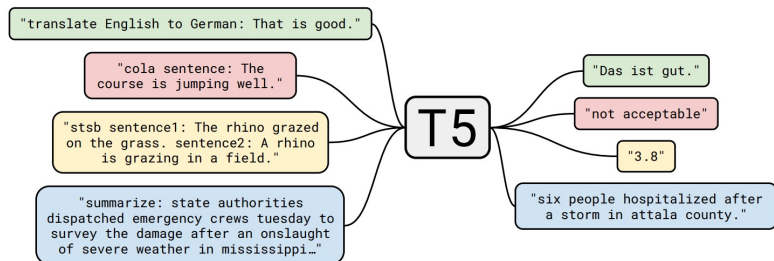 "translate English to German: That is good."
"cola sentence: The
course is jumping well."
"stsb sentence1: The rhino grazed
on the grass. sentence2: A rhino
is grazing in a field."
"summarize: state authorities
dispatched emergency crews tuesday to
survey the damage after an onslaught
of severe weather in mississippi…"
T5
"Das ist gut."
"not acceptable"
"3.8"
"six people hospitalized after
a storm in attala county."